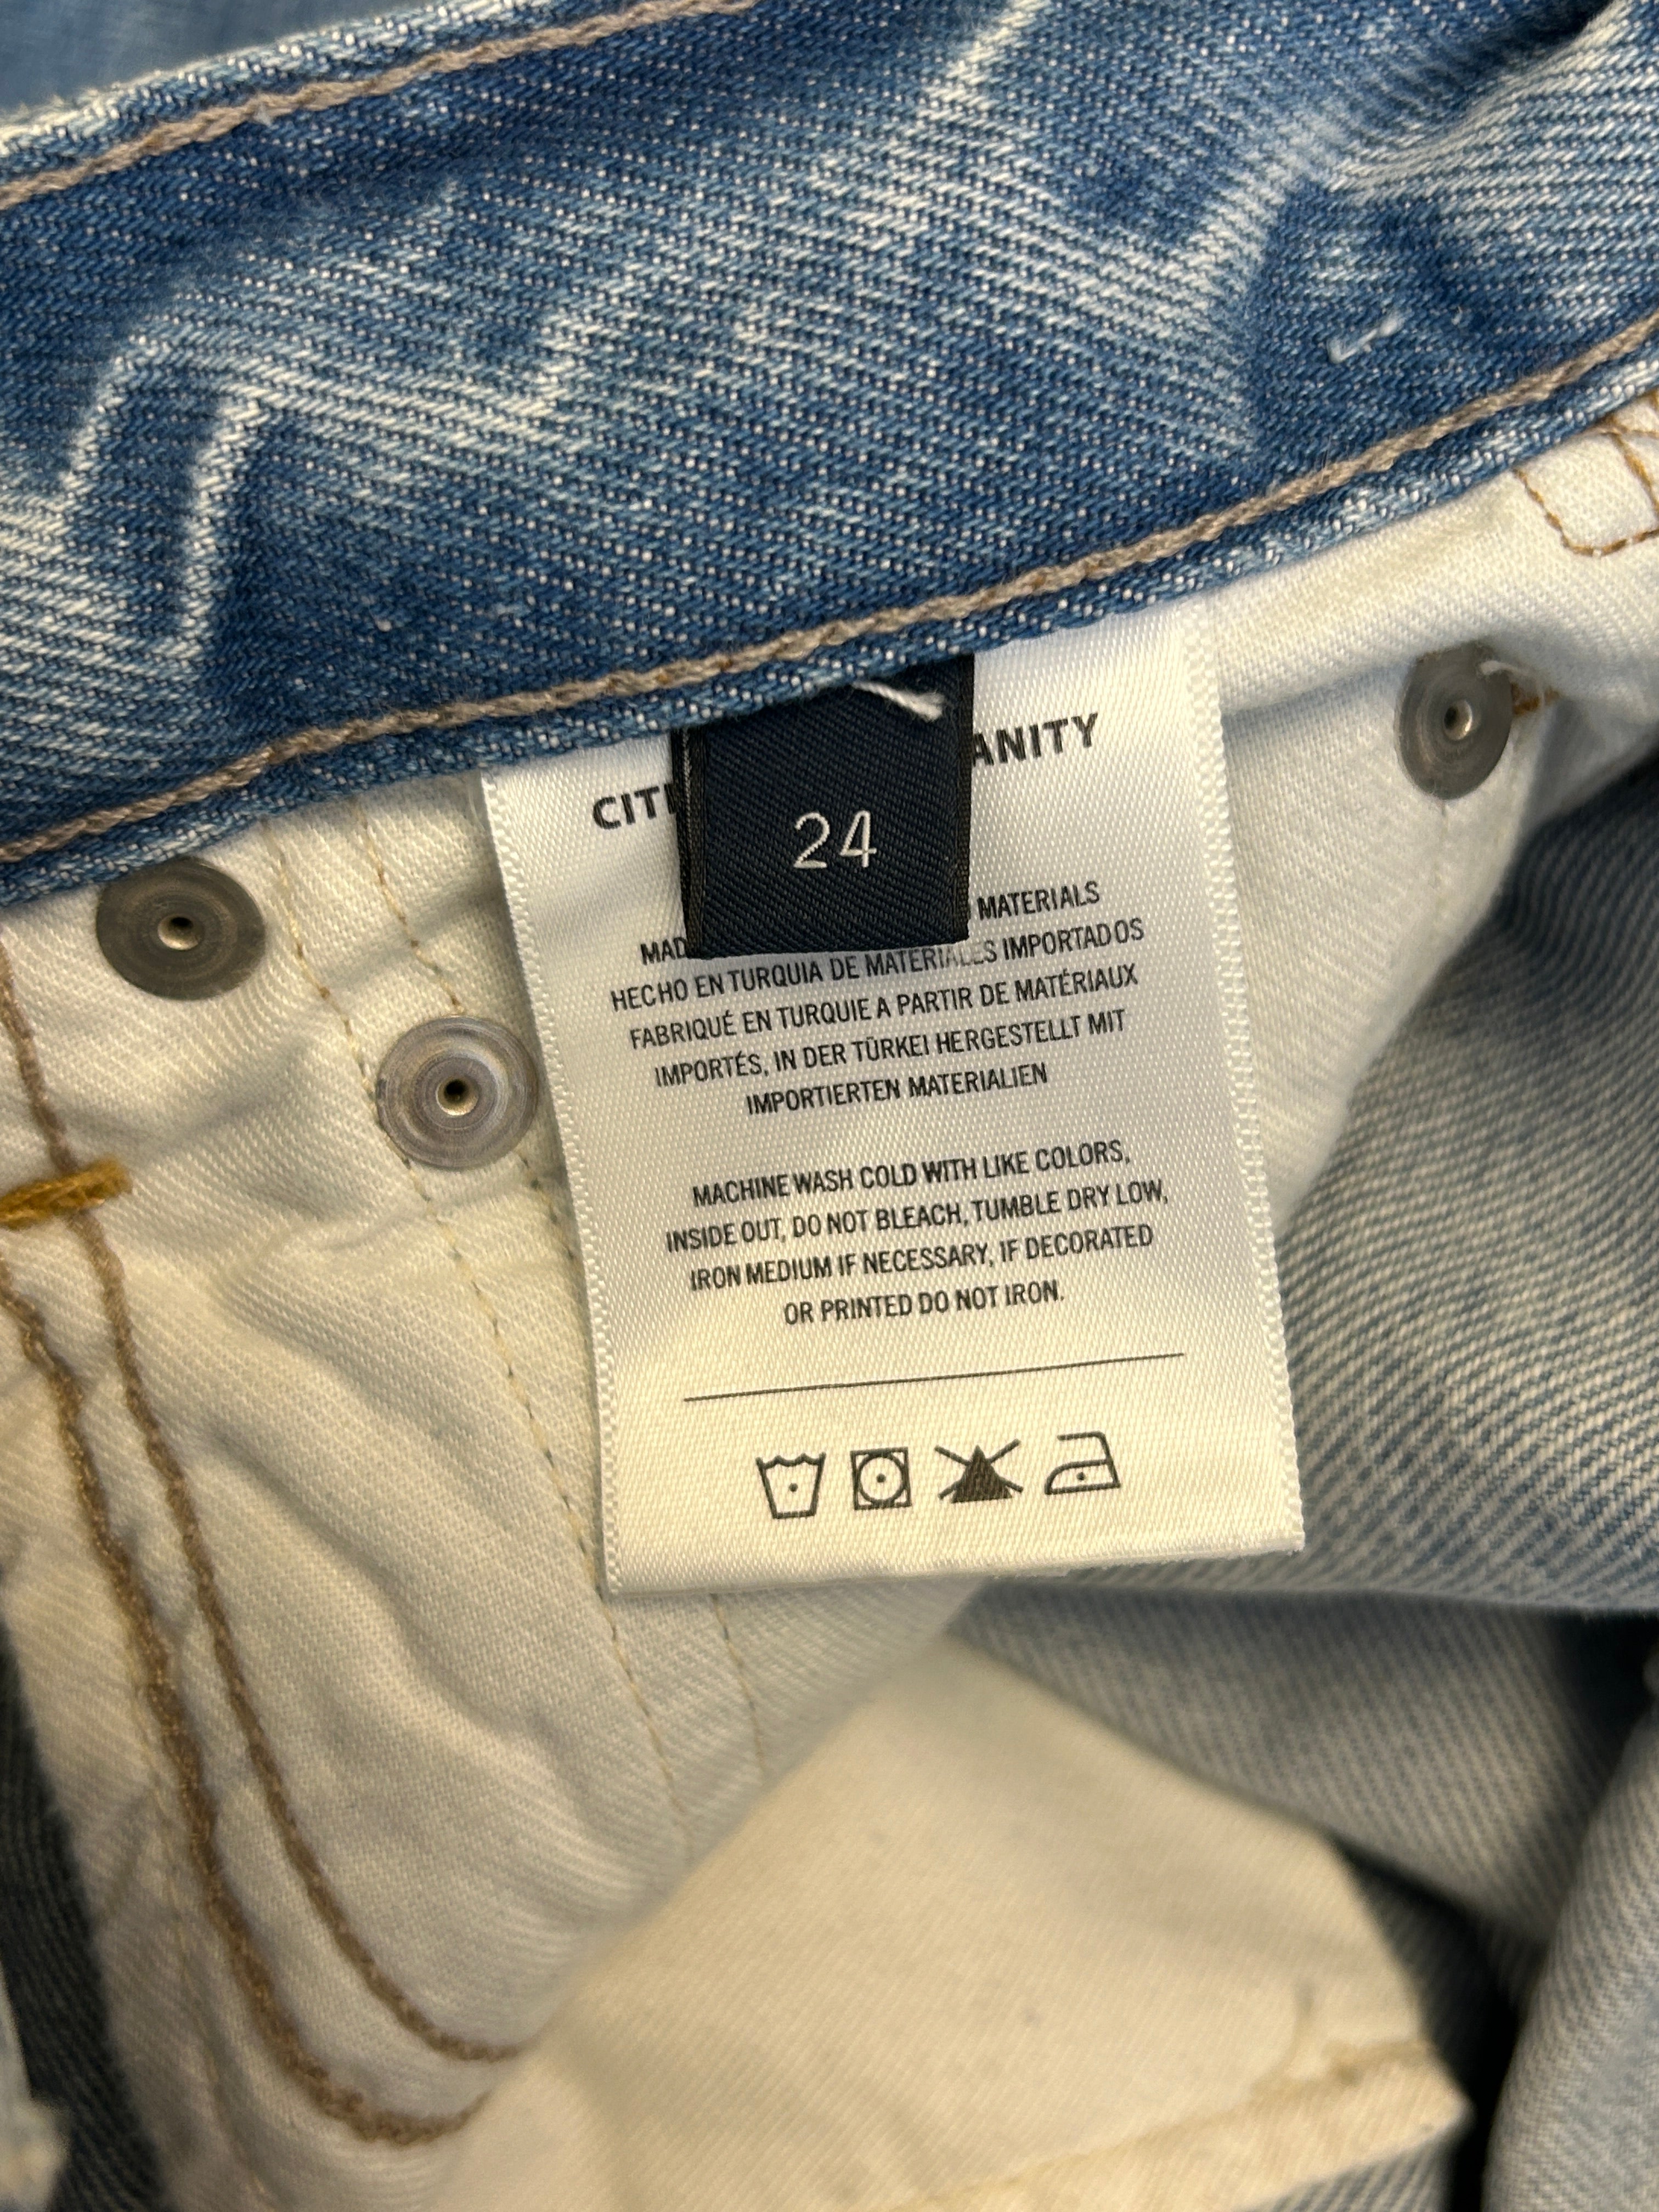 24
ANITY
MATERIALS
HECHO EN TURQUIA DE MATERIALES IMPORTADOS
FABRIQUÉ EN TURQUIE A PARTIR DE MATÉRIAUX
IMPORTÉS, IN DER TÜRKEI HERGESTELLT MIT
IMPORTIERTEN MATERIALIEN
MACHINE WASH COLD WITH LIKE COLORS,
INSIDE OUT, DO NOT BLEACH, TUMBLE DRY LOW,
IRON MEDIUM IF NECESSARY, IF DECORATED
OR PRINTED DO NOT IRON.